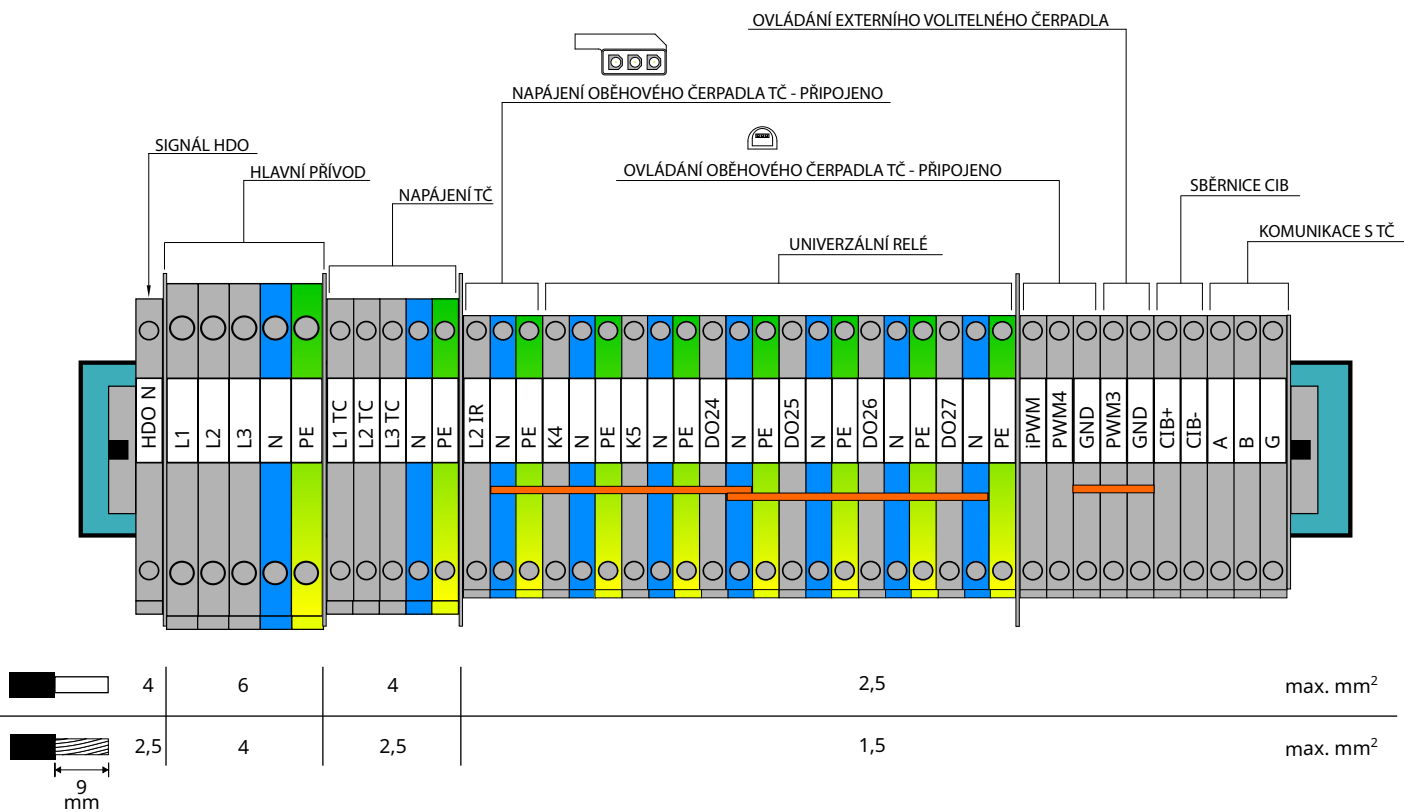 OVLÁDÁNÍ EXTERNÍHO VOLITELNÉHO ČERPADLA
NAPÁJENÍ OBĚHOVÉHO ČERPADLA TČ - PŘIPOJENO
SIGNÁL HDO
HLAVNÍ PŘÍVOD
OVLÁDÁNÍ OBĚHOVÉHO ČERPADLA TČ - PŘIPOJENO
NAPÁJENÍ TČ
SBĚRNICE CIB
UNIVERZÁLNÍ RELÉ
KOMUNIKACE S TČ
HDO N
L1
L2
L3
N
PE
L1 TC
L2 TC
L3 TC
N
PE
L2 IR
N
PE
K4
N
PE
K5
N
PE
DO24
N
PE
DO25
N
PE
DO26
N
PE
DO27
N
PE
iPWM
PWM4
GND
PWM3
GND
CIB+
CIB-
A
B
G
4 6 4 2,5 max. mm²
2,5 4 2,5 1,5 max. mm²
9
mm